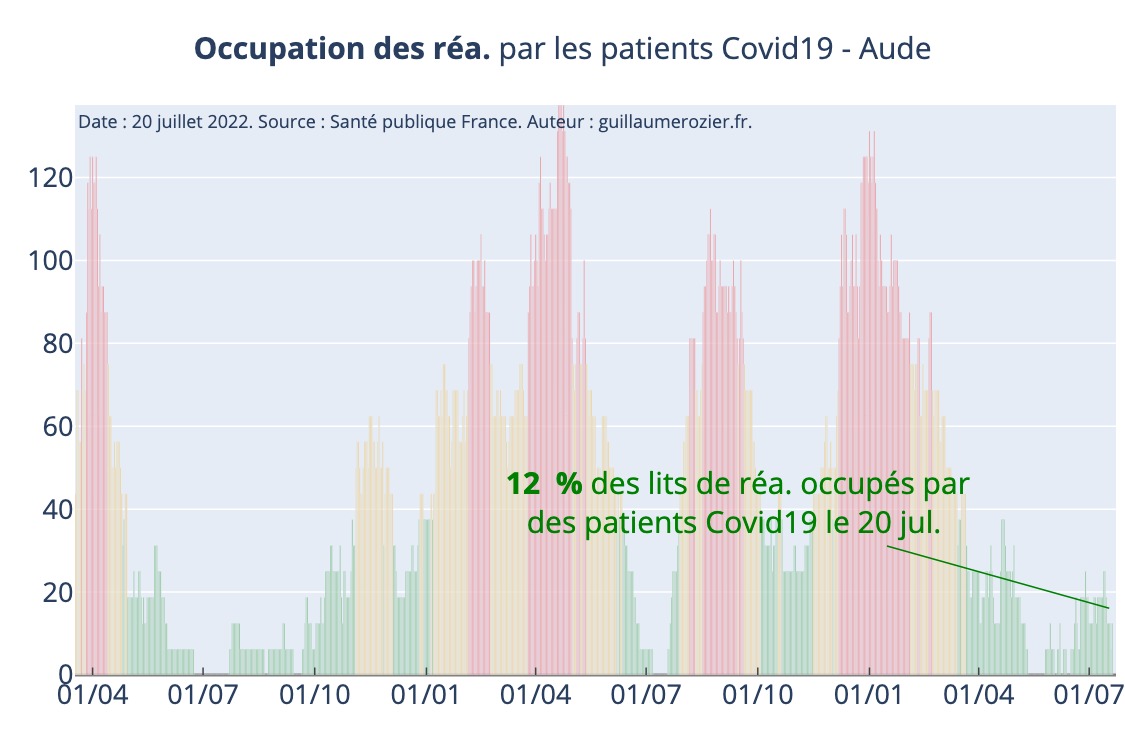 Occupation des réa. par les patients Covid19 - Aude
Date : 20 juillet 2022. Source : Santé publique France. Auteur : guillaumerozier.fr.
120
100
80
60
40
20
0
12 % des lits de réa. occupés par
des patients Covid19 le 20 jul.
01/04 01/07 01/10 01/01 01/04 01/07 01/10 01/01 01/04 01/07